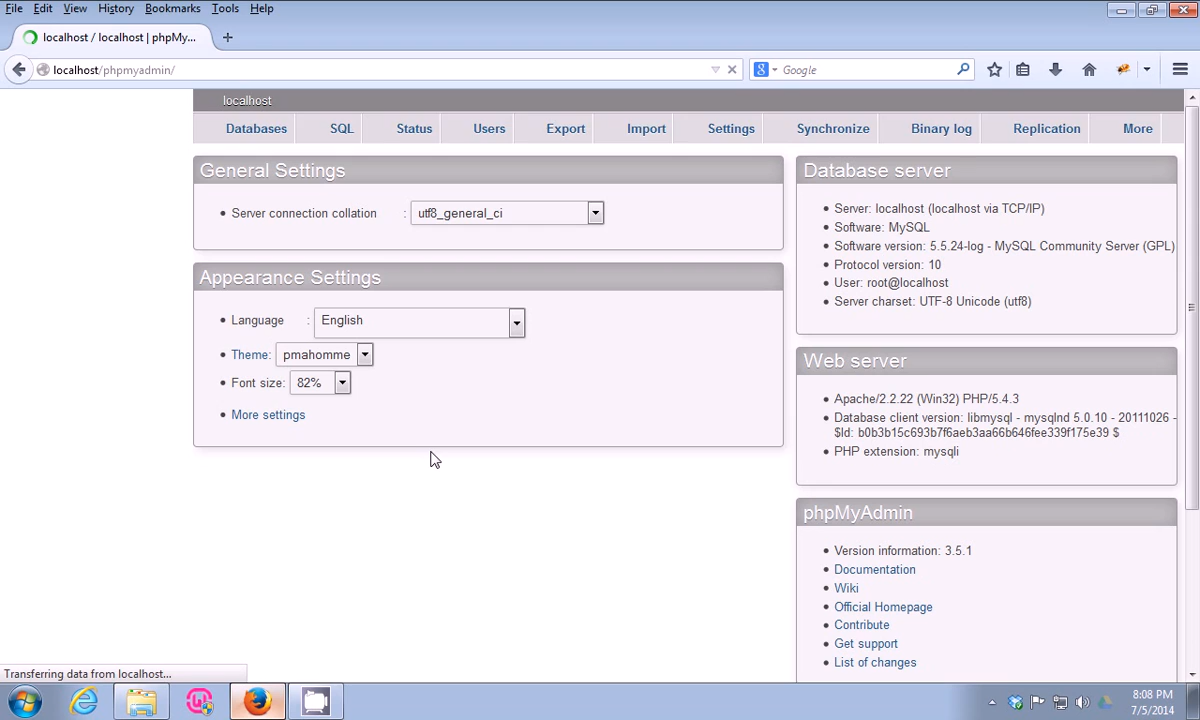 File Edit View History Bookmarks Tools Help
localhost / localhost | phpMy...
localhost/phpmyadmin/
Google
localhost
Databases SQL Status Users Export Import Settings Synchronize Binary log Replication More
General Settings
Server connection collation : utf8_general_ci
Appearance Settings
Language : English
Theme: pmahomme
Font size: 82%
More settings
Database server
Server: localhost (localhost via TCP/IP)
Software: MySQL
Software version: 5.5.24-log - MySQL Community Server (GPL)
Protocol version: 10
User: root@localhost
Server charset: UTF-8 Unicode (utf8)
Web server
Apache/2.2.22 (Win32) PHP/5.4.3
Database client version: libmysql - mysqlnd 5.0.10 - 20111026 -
$Id: b0b3b15c693b7f6aeb3aa66b646fee339f175e39 $
PHP extension: mysqli
phpMyAdmin
Version information: 3.5.1
Documentation
Wiki
Official Homepage
Contribute
Get support
List of changes
Transferring data from localhost...
8:08 PM
7/5/2014